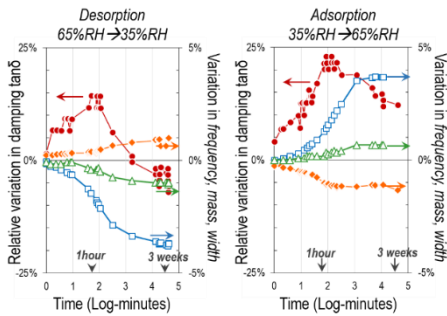 Desorption
65%RH→35%RH
25%
0%
-25%
Relative variation in damping tanδ
5%
0%
-5%
Variation in frequency, mass, width
1hour
3 weeks
0 1 2 3 4 5
Time (Log-minutes)
Adsorption
35%RH→65%RH
25%
0%
-25%
Relative variation in damping tanδ
5%
0%
-5%
Variation in frequency, mass, width
1hour
3 weeks
0 1 2 3 4 5
Time (Log-minutes)